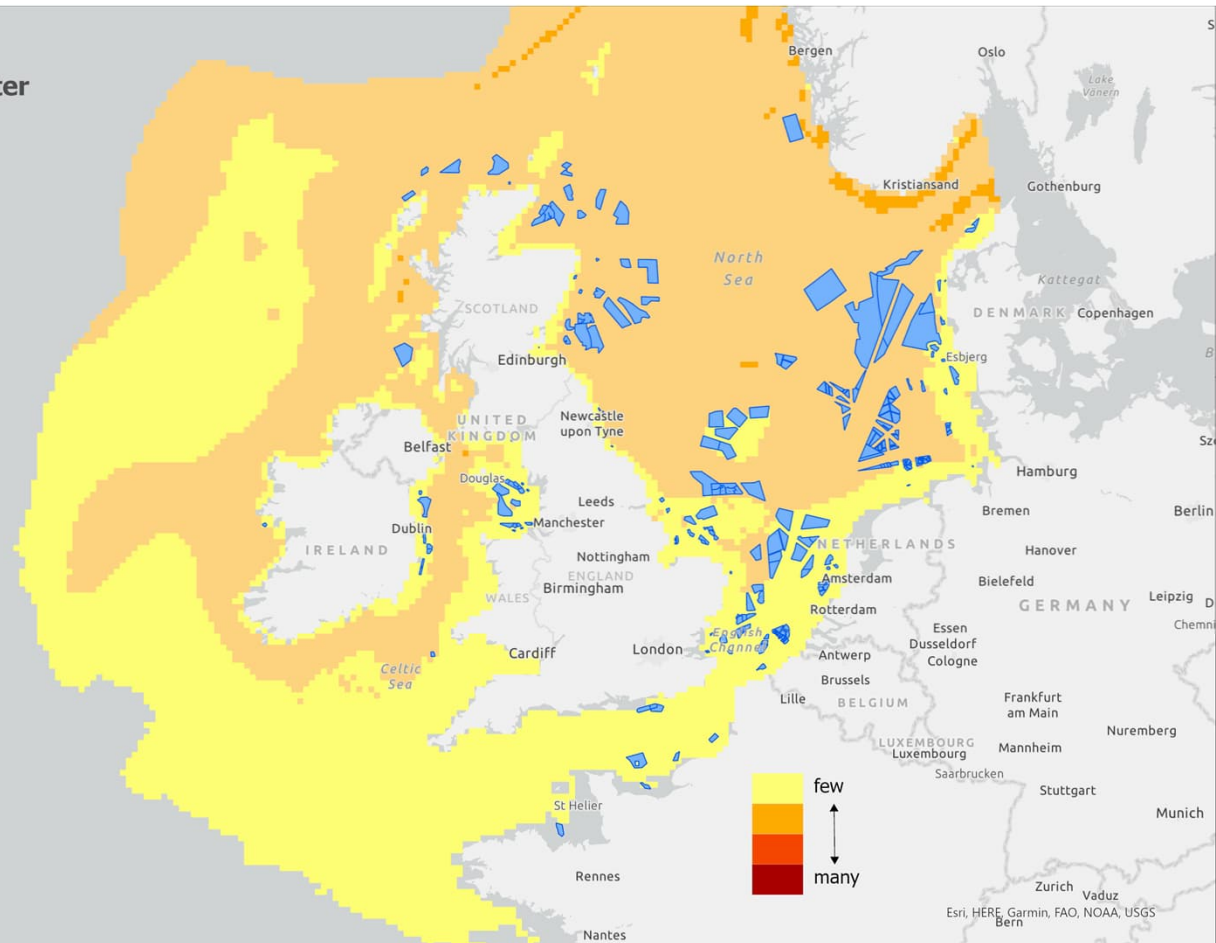 ter
Bergen
Oslo
S
Lake
Vänern
Kristiansand
Gothenburg
North
Sea
Kattegat
SCOTLAND
DENMARK
Copenhagen
Edinburgh
Esbjerg
B
UNITED
KINGDOM
Newcastle
upon Tyne
Belfast
Sze
Douglas
Hamburg
Leeds
Dublin
Manchester
Bremen
Berlin
IRELAND
Nottingham
NETHERLANDS
Hanover
ENGLAND
Birmingham
Amsterdam
Bielefeld
WALES
Leipzig
D
Rotterdam
GERMANY
Chemni
English
Channel
Essen
Dusseldorf
Cardiff
London
Antwerp
Cologne
Celtic
Sea
Brussels
Lille
BELGIUM
Frankfurt
am Main
Nuremberg
LUXEMBOURG
Luxembourg
Mannheim
Saarbrucken
few
Stuttgart
St Helier
Munich
many
Rennes
Zurich
Vaduz
Esri, HERE, Garmin, FAO, NOAA, USGS
Bern
Nantes